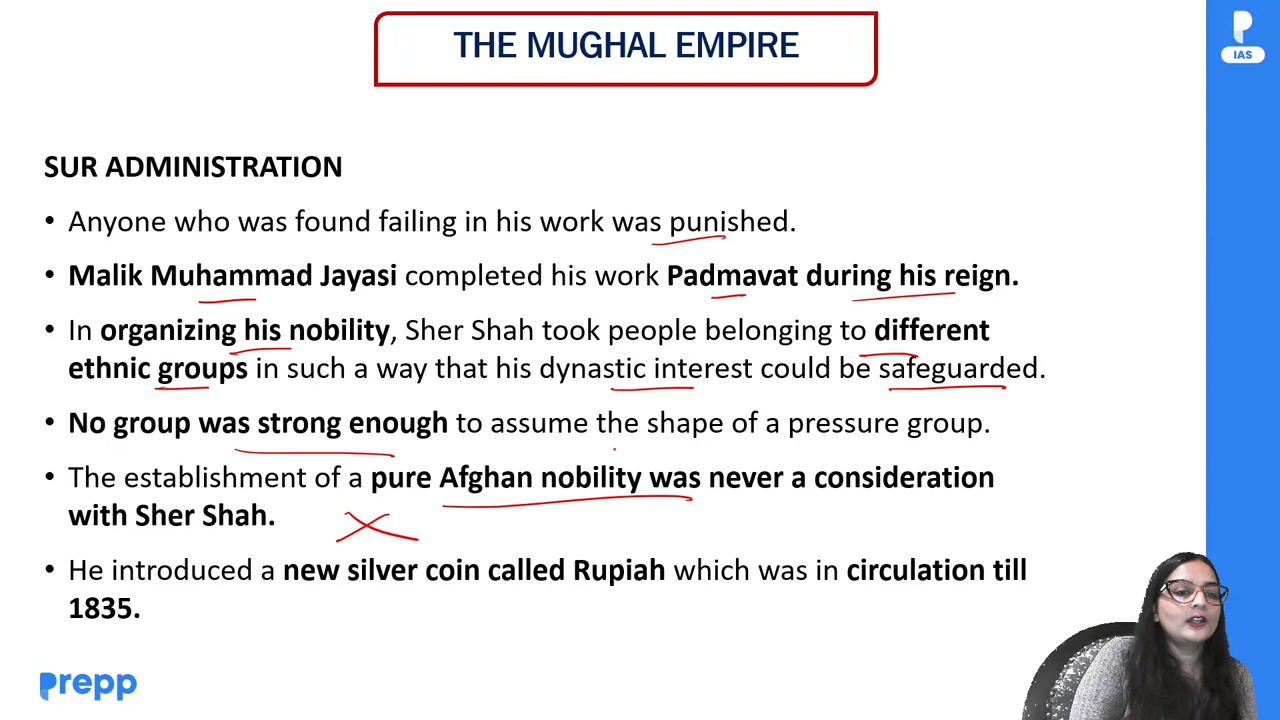 THE MUGHAL EMPIRE
IAS
SUR ADMINISTRATION
• Anyone who was found failing in his work was punished.
• Malik Muhammad Jayasi completed his work Padmavat during his reign.
• In organizing his nobility, Sher Shah took people belonging to different
ethnic groups in such a way that his dynastic interest could be safeguarded.
• No group was strong enough to assume the shape of a pressure group.
• The establishment of a pure Afghan nobility was never a consideration
with Sher Shah.
• He introduced a new silver coin called Rupiah which was in circulation till
1835.
prepp